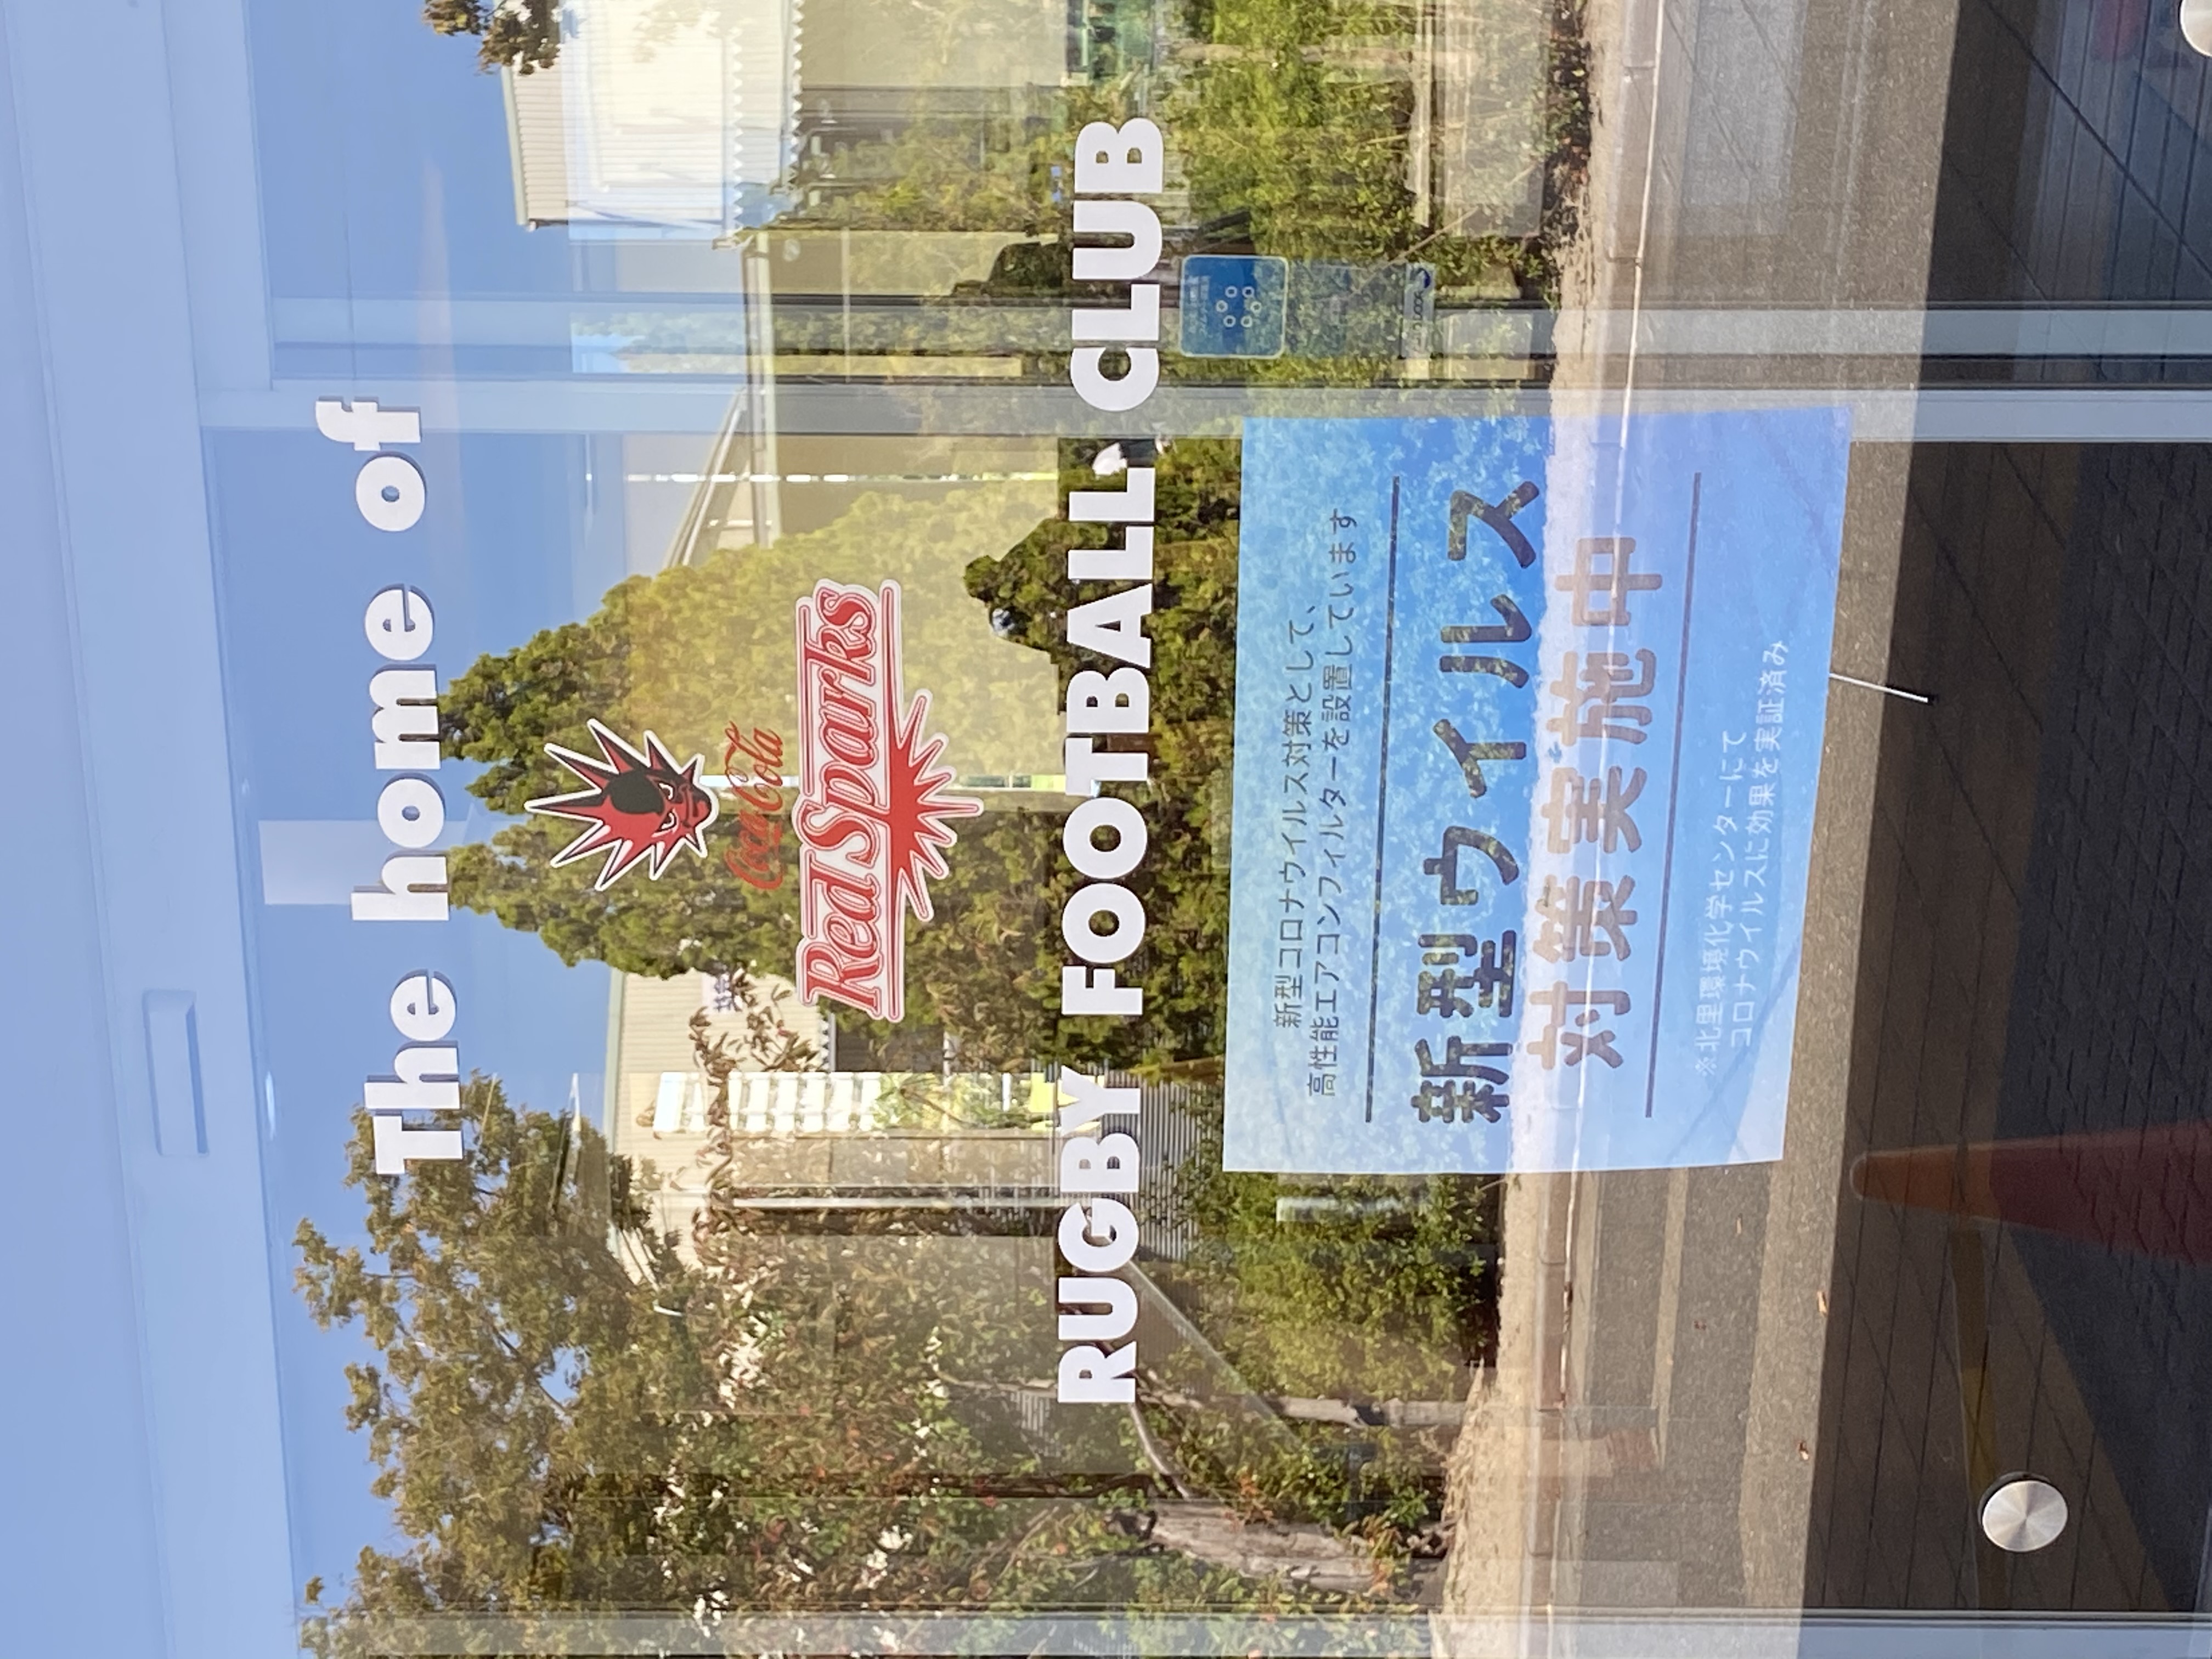 The home of
Coca-Cola
Red Sparks
RUGBY FOOTBALL CLUB
新型コロナウイルス対策として、
高性能エアコンフィルターを設置しています
新型ウィルス
対策実施中
※北里環境化学センターにて
コロナウイルスに効果を実証済み